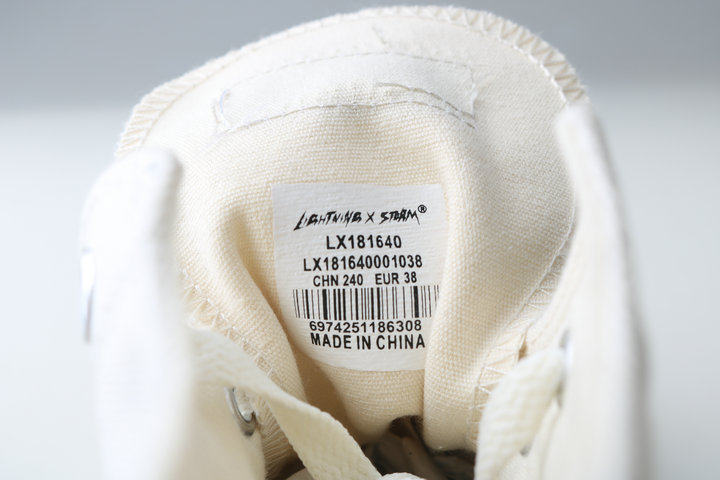 LIGHTNING X STORM®
LX181640
LX181640001038
CHN 240 EUR 38
6974251186308
MADE IN CHINA